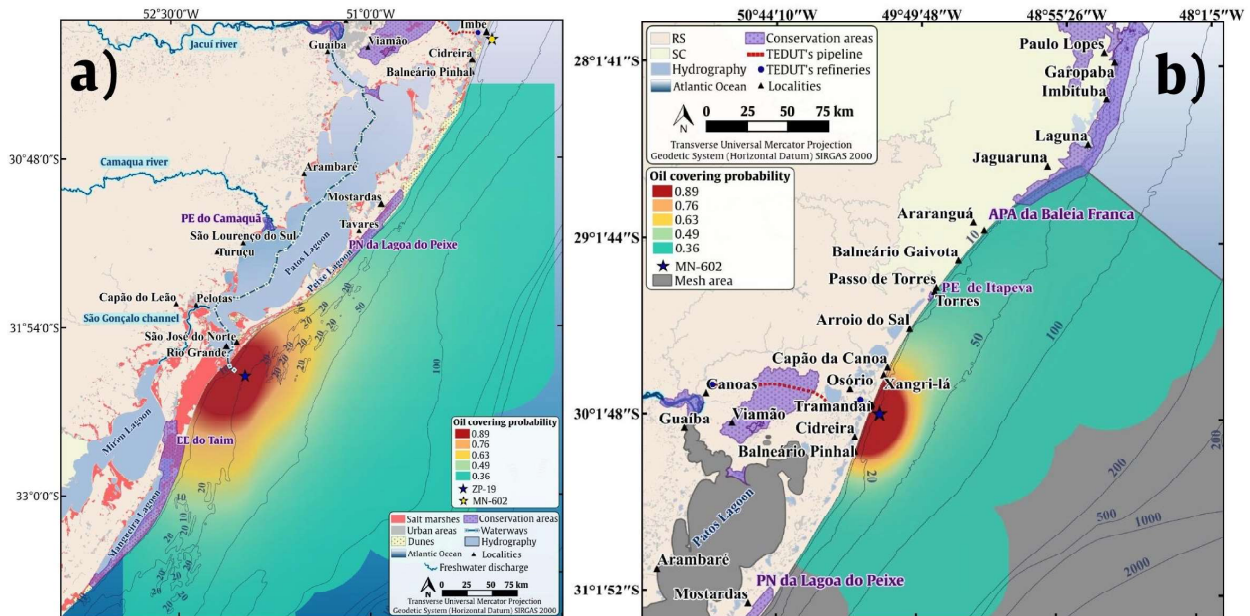 a)
52°30'0"S
51°0'0"W
30°48'0"S
31°54'0"S
33°0'0"S
Jacuí river
Guaíba
Viamão
Imbé
Cidreira
Balneário Pinhal
Camaqua river
Arambaré
Mostardas
PE do Camaquã
São Lourenço do Sul
Turuçu
Tavares
PN da Lagoa do Peixe
Patos Lagoon
Peixe Lagoon
Capão do Leão
Pelotas
São Gonçalo channel
São José do Norte
Rio Grande
Mirim Lagoon
EE do Taim
Mangueira Lagoon
10
20
50
100
Oil covering probability
0.89
0.76
0.63
0.49
0.36
ZP-19
MN-602
Salt marshes
Conservation areas
Urban areas
Waterways
Dunes
Hydrography
Atlantic Ocean
Localities
Freshwater discharge
N
0 25 50 75 km
Transverse Universal Mercator Projection
Geodetic System (Horizontal Datum) SIRGAS 2000
b)
50°44'10"W
49°49'48"W
48°55'26"W
48°1'5"W
28°1'41"S
29°1'44"S
30°1'48"S
31°1'52"S
RS
Conservation areas
SC
TEDUT's pipeline
Hydrography
TEDUT's refineries
Atlantic Ocean
Localities
0 25 50 75 km
N
Transverse Universal Mercator Projection
Geodetic System (Horizontal Datum) SIRGAS 2000
Oil covering probability
0.89
0.76
0.63
0.49
0.36
MN-602
Mesh area
Paulo Lopes
Garopaba
Imbituba
Laguna
Jaguaruna
APA da Baleia Franca
Araranguá
Balneário Gaivota
Passo de Torres
PE de Itapeva
Torres
Arroio do Sal
Capão da Canoa
Osório
Xangri-lá
Canoas
Tramandaí
Guaíba
Viamão
Cidreira
Balneário Pinhal
Patos Lagoon
Arambaré
PN da Lagoa do Peixe
Mostardas
10
20
50
100
200
200
500
1000
2000